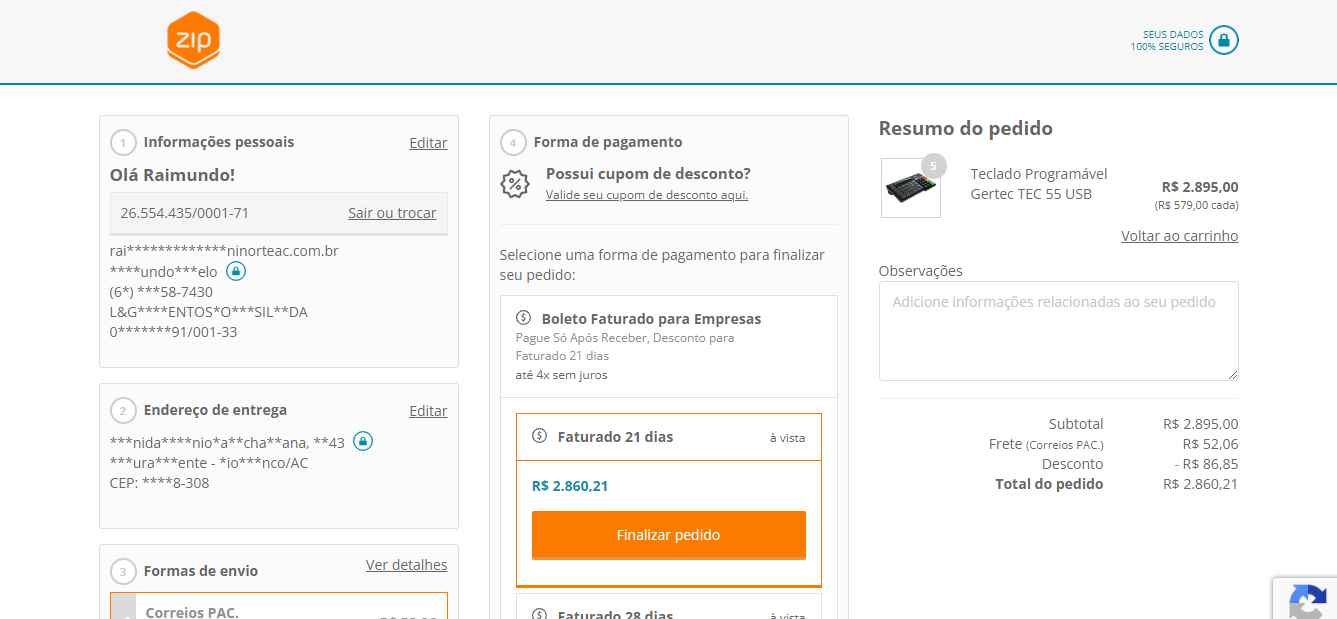 zip
SEUS DADOS
100% SEGUROS
1 Informações pessoais Editar
Olá Raimundo!
26.554.435/0001-71 Sair ou trocar
rai*************ninorteac.com.br
****undo***elo
(6*) ***58-7430
L&G****ENTOS*O***SIL**DA
0*******91/001-33
2 Endereço de entrega Editar
***nida****nio*a**cha**ana, **43
***ura***ente - *io***nco/AC
CEP: ****8-308
3 Formas de envio Ver detalhes
Correios PAC.
4 Forma de pagamento
Possui cupom de desconto?
Valide seu cupom de desconto aqui.
Selecione uma forma de pagamento para finalizar
seu pedido:
Boleto Faturado para Empresas
Pague Só Após Receber, Desconto para
Faturado 21 dias
até 4x sem juros
Faturado 21 dias à vista
R$ 2.860,21
Finalizar pedido
Faturado 28 dias à vista
Resumo do pedido
5
Teclado Programável
Gertec TEC 55 USB
R$ 2.895,00
(R$ 579,00 cada)
Voltar ao carrinho
Observações
Adicione informações relacionadas ao seu pedido
Subtotal R$ 2.895,00
Frete (Correios PAC.) R$ 52,06
Desconto - R$ 86,85
Total do pedido R$ 2.860,21